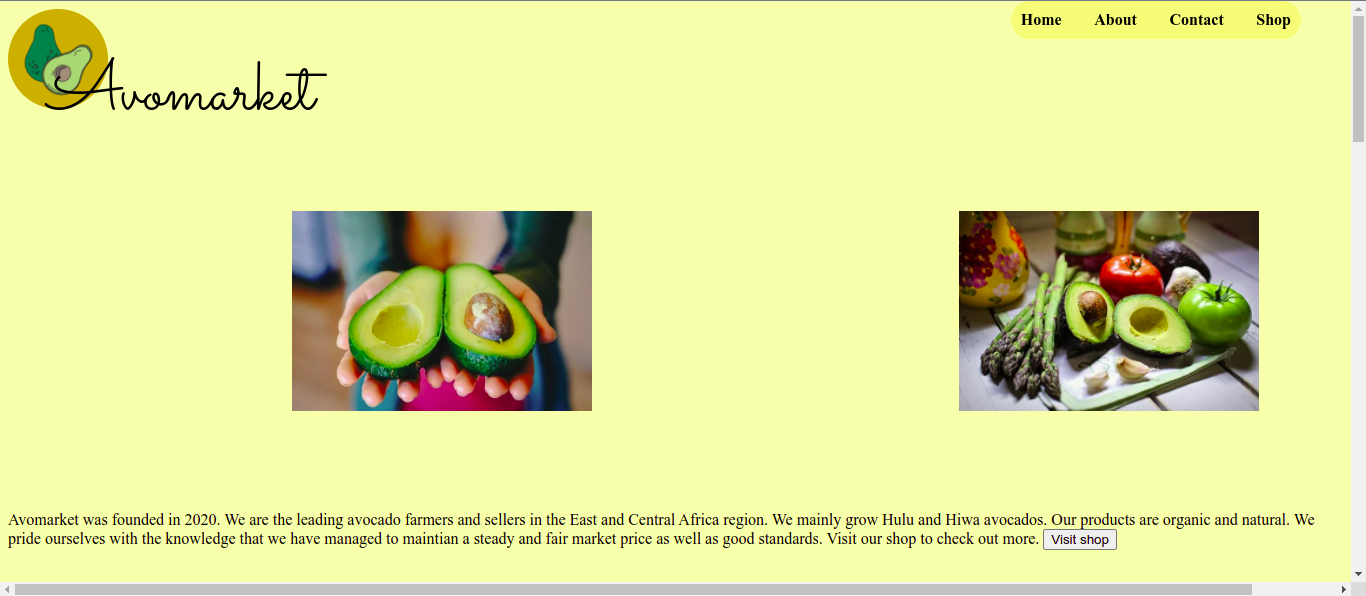 Home About Contact Shop
Avomarket
Avomarket was founded in 2020. We are the leading avocado farmers and sellers in the East and Central Africa region. We mainly grow Hulu and Hiwa avocados. Our products are organic and natural. We
pride ourselves with the knowledge that we have managed to maintian a steady and fair market price as well as good standards. Visit our shop to check out more. Visit shop